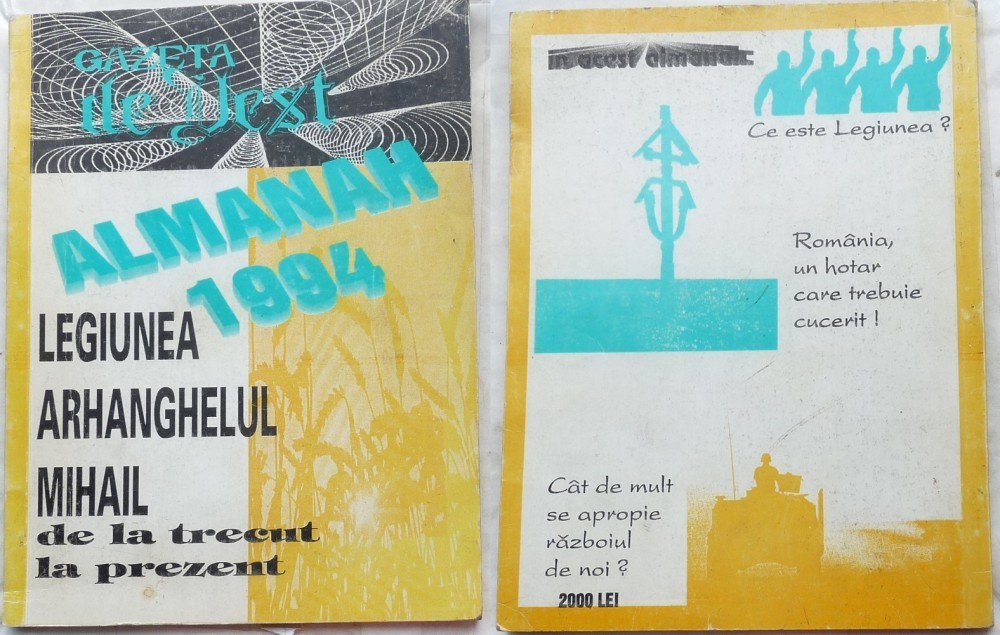 GAZETA
de Vest
ALMANAH
1994
LEGIUNEA
ARHANGHELUL
MIHAIL
de la trecut
la prezent
în acest almanah:
Ce este Legiunea ?
România,
un hotar
care trebuie
cucerit !
Cât de mult
se apropie
războiul
de noi ?
2000 LEI